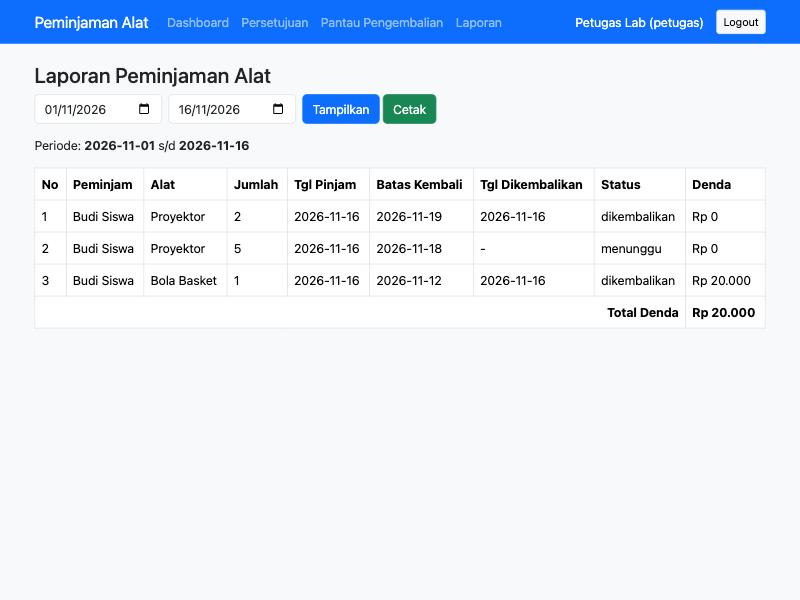 Peminjaman Alat Dashboard Persetujuan Pantau Pengembalian Laporan Petugas Lab (petugas) Logout
Laporan Peminjaman Alat
01/11/2026 16/11/2026 Tampilkan Cetak
Periode: 2026-11-01 s/d 2026-11-16
No Peminjam Alat Jumlah Tgl Pinjam Batas Kembali Tgl Dikembalikan Status Denda
1 Budi Siswa Proyektor 2 2026-11-16 2026-11-19 2026-11-16 dikembalikan Rp 0
2 Budi Siswa Proyektor 5 2026-11-16 2026-11-18 - menunggu Rp 0
3 Budi Siswa Bola Basket 1 2026-11-16 2026-11-12 2026-11-16 dikembalikan Rp 20.000
Total Denda Rp 20.000